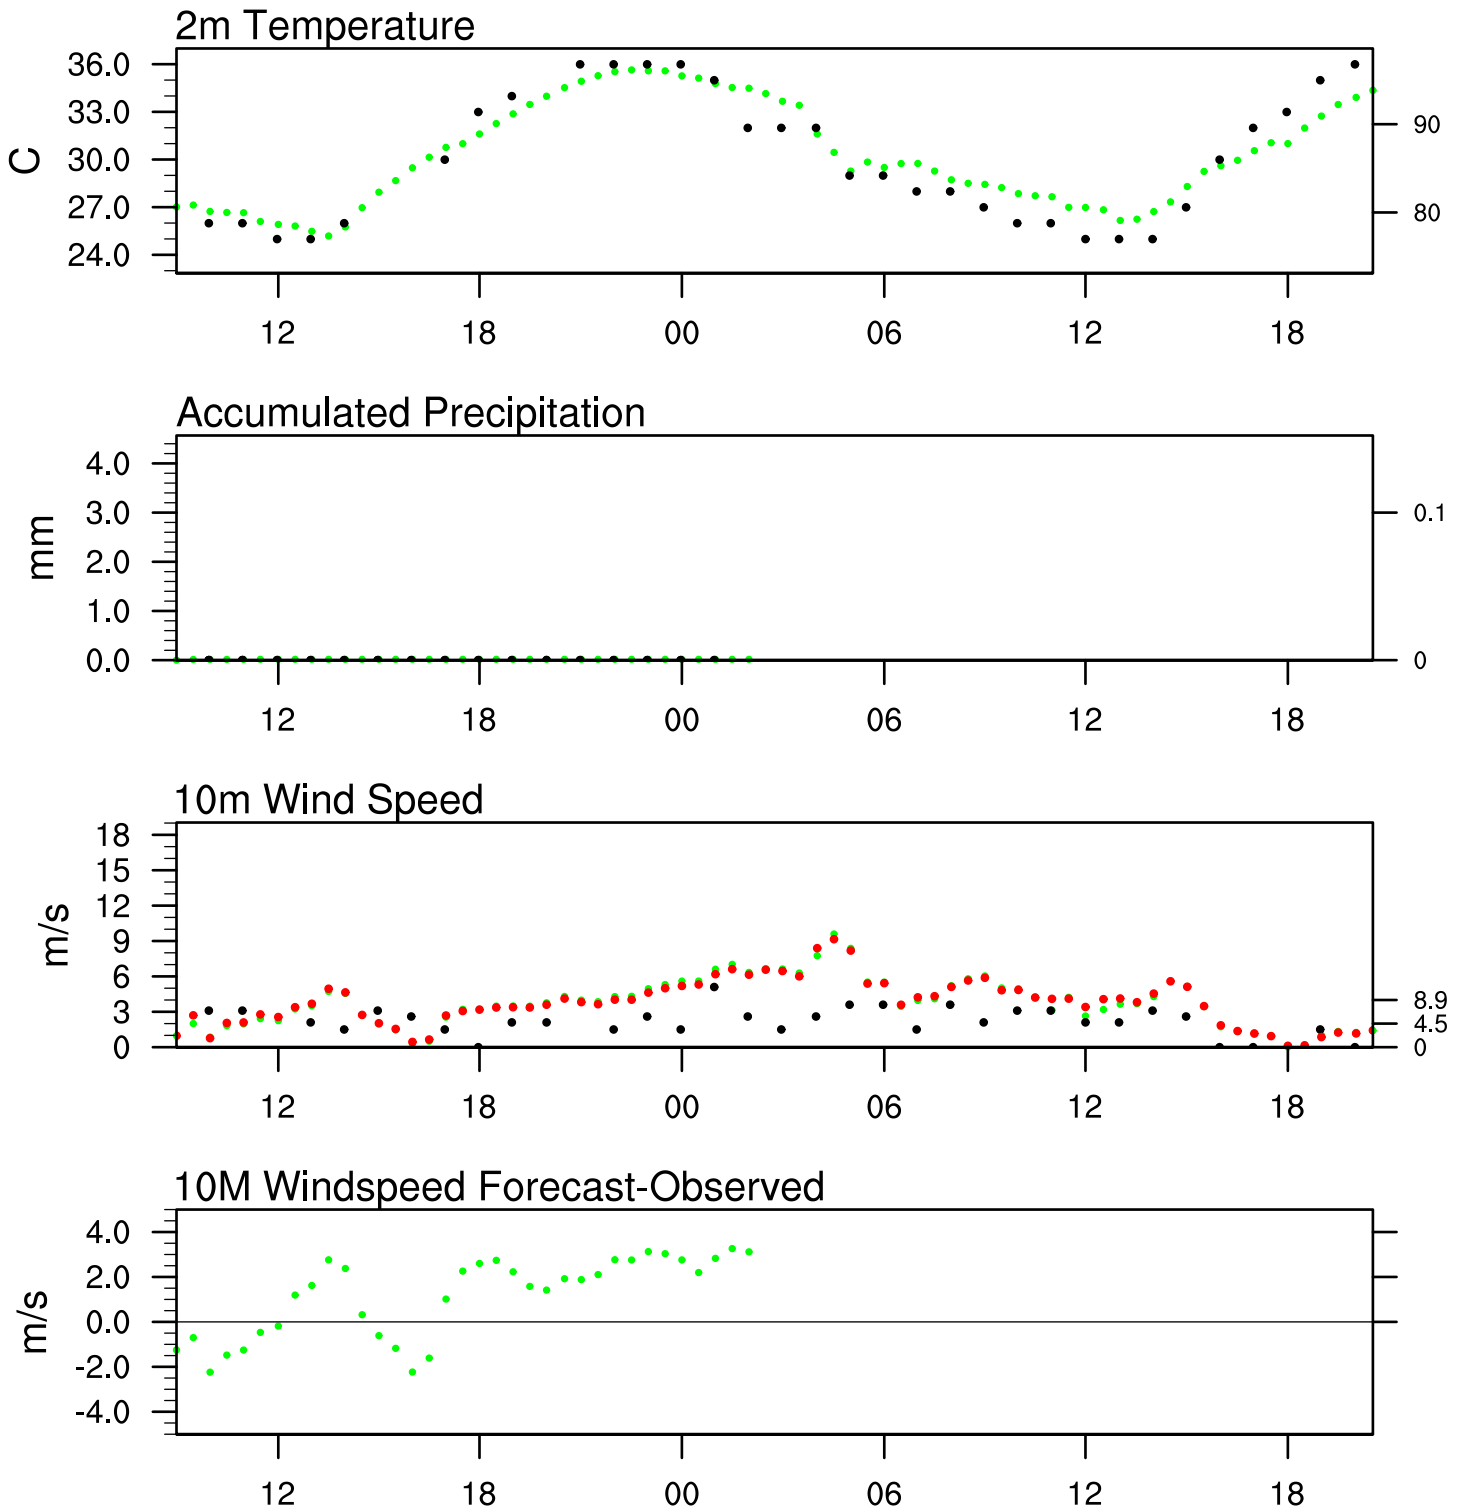 2m Temperature
36.0
33.0
30.0
27.0
24.0
C
90
80
12 18 00 06 12 18
Accumulated Precipitation
4.0
3.0
2.0
1.0
0.0
mm
0.1
0
12 18 00 06 12 18
10m Wind Speed
18
15
12
9
6
3
0
m/s
8.9
4.5
0
12 18 00 06 12 18
10M Windspeed Forecast-Observed
4.0
2.0
0.0
-2.0
-4.0
m/s
12 18 00 06 12 18